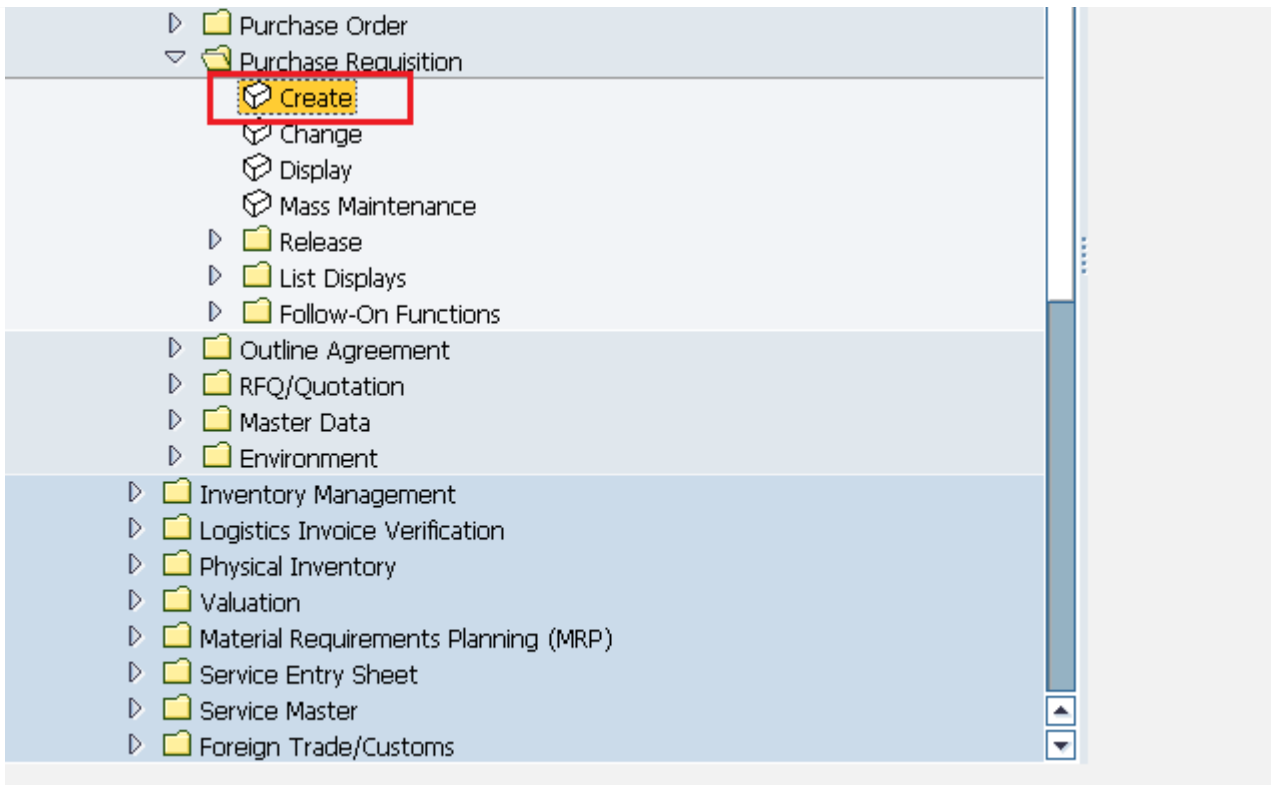 Purchase Order
Purchase Requisition
Create
Change
Display
Mass Maintenance
Release
List Displays
Follow-On Functions
Outline Agreement
RFQ/Quotation
Master Data
Environment
Inventory Management
Logistics Invoice Verification
Physical Inventory
Valuation
Material Requirements Planning (MRP)
Service Entry Sheet
Service Master
Foreign Trade/Customs